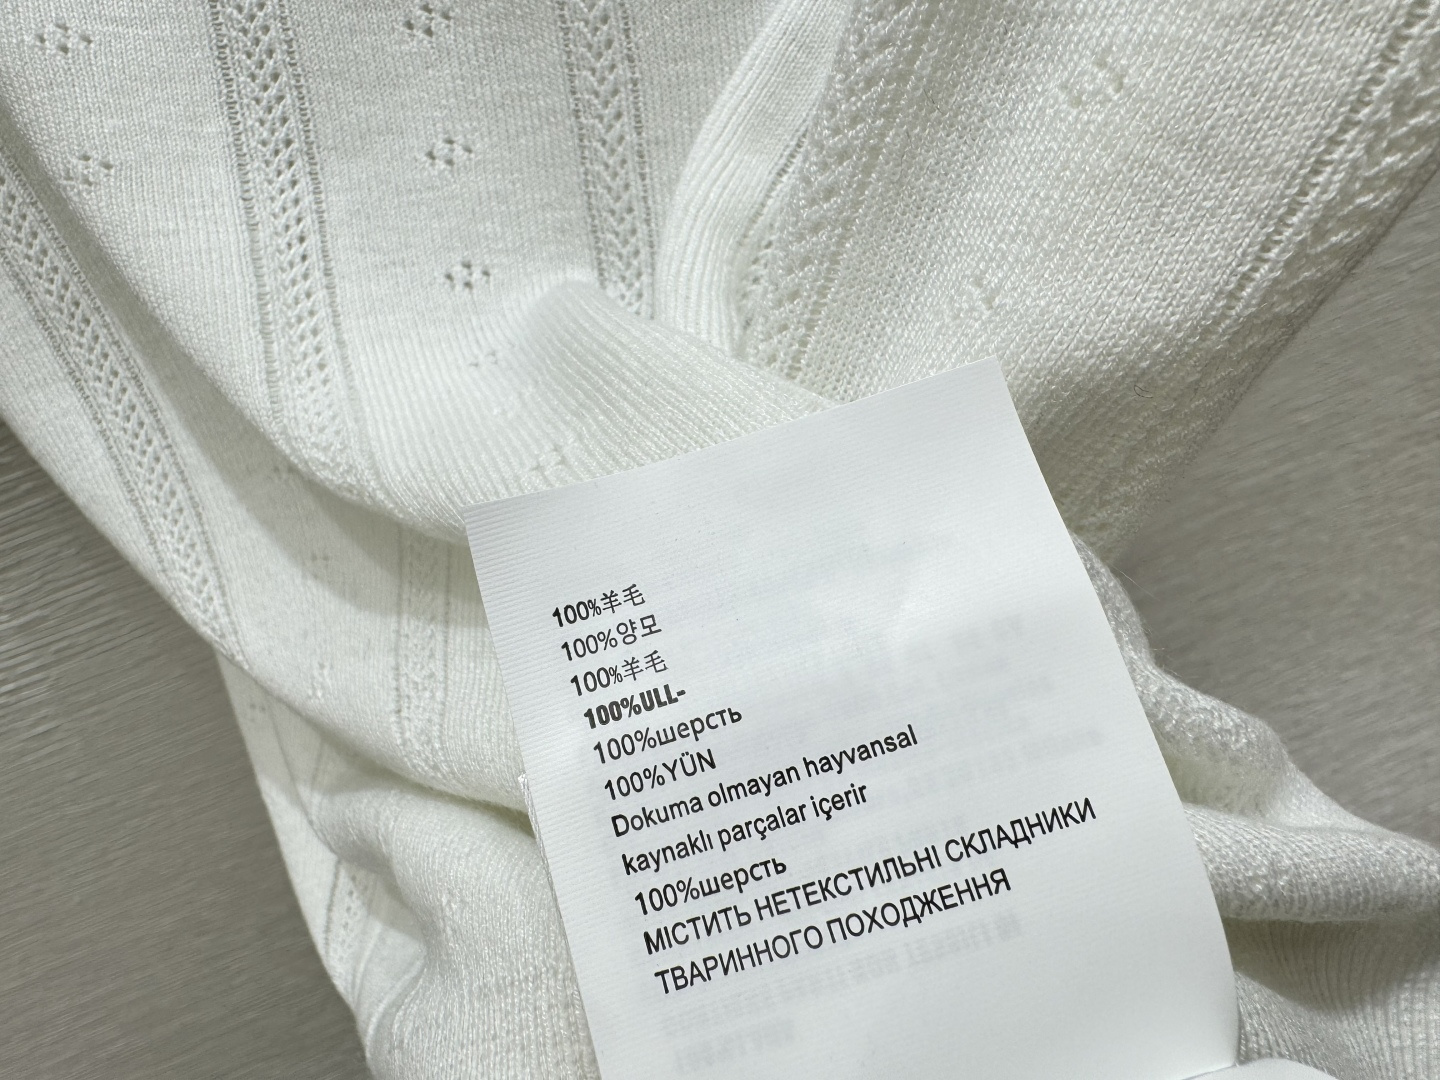 100%羊毛
100%양모
100%羊毛
100%ULL-
100%шерсть
100%YÜN
Dokuma olmayan hayvansal
kaynaklı parçalar içerir
100%шерсть
МІСТИТЬ НЕТЕКСТИЛЬНІ СКЛАДНИКИ
ТВАРИННОГО ПОХОДЖЕННЯ